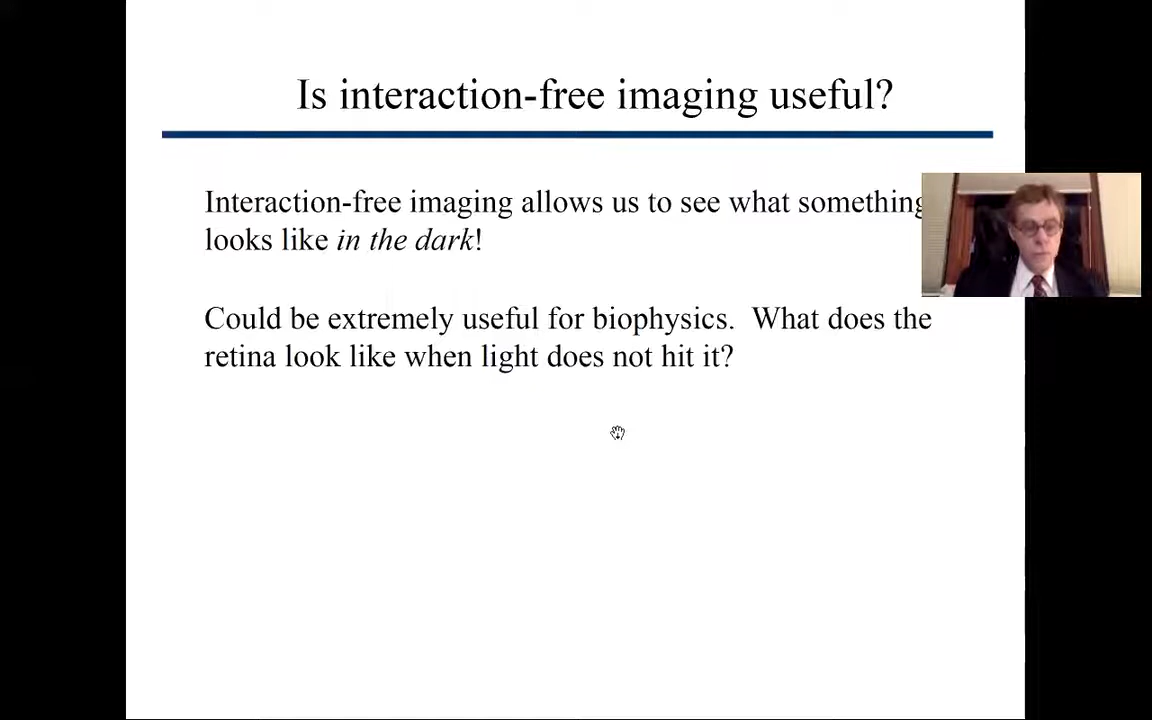 Is interaction-free imaging useful?
Interaction-free imaging allows us to see what something
looks like in the dark!
Could be extremely useful for biophysics. What does the
retina look like when light does not hit it?